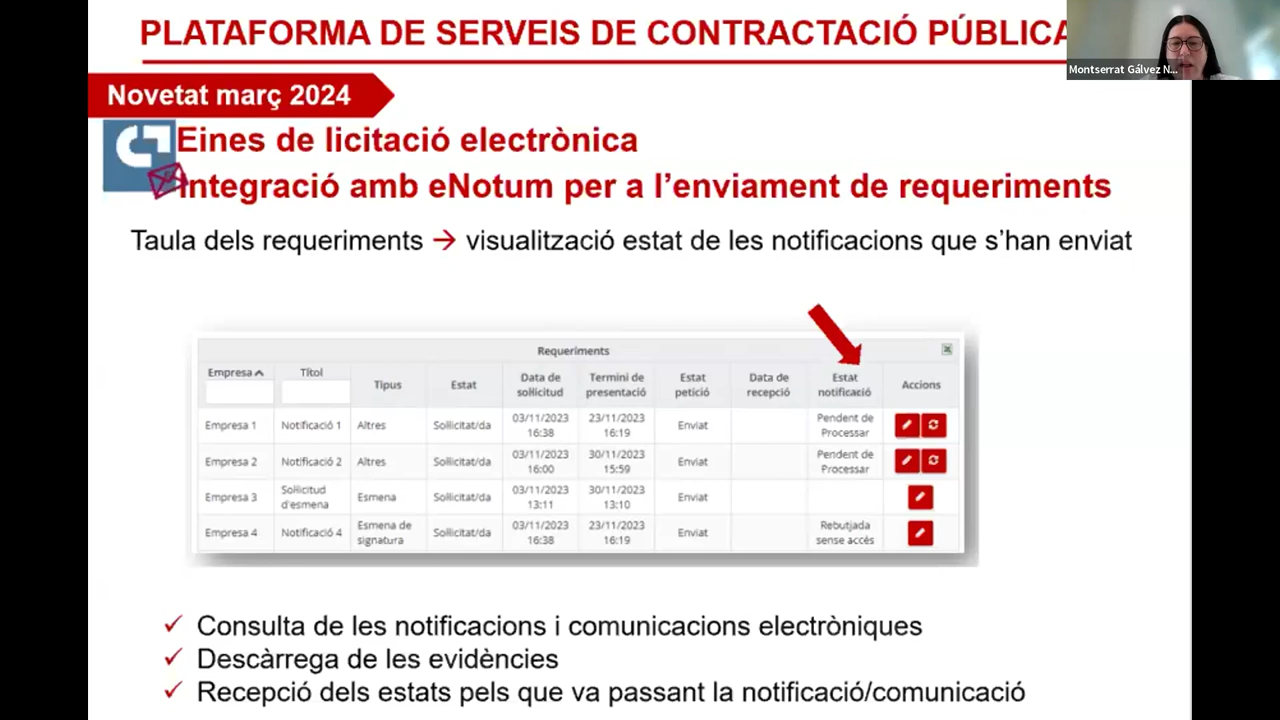 PLATAFORMA DE SERVEIS DE CONTRACTACIÓ PÚBLICA
Montserrat Gálvez N...
Novetat març 2024
Eines de licitació electrònica
Integració amb eNotum per a l’enviament de requeriments
Taula dels requeriments → visualització estat de les notificacions que s’han enviat
Requeriments
Empresa Títol Tipus Estat Data de sol·licitud Termini de presentació Estat petició Data de recepció Estat notificació Accions
Empresa 1 Notificació 1 Altres Sol·licitat/da 03/11/2023 16:38 23/11/2023 16:19 Enviat Pendent de Processar
Empresa 2 Notificació 2 Altres Sol·licitat/da 03/11/2023 16:00 30/11/2023 15:59 Enviat Pendent de Processar
Empresa 3 Sol·licitud d'esmena Esmena Sol·licitat/da 03/11/2023 13:11 30/11/2023 13:10 Enviat
Empresa 4 Notificació 4 Esmena de signatura Sol·licitat/da 03/11/2023 16:38 23/11/2023 16:19 Enviat Rebutjada sense accés
✓ Consulta de les notificacions i comunicacions electròniques
✓ Descàrrega de les evidències
✓ Recepció dels estats pels que va passant la notificació/comunicació